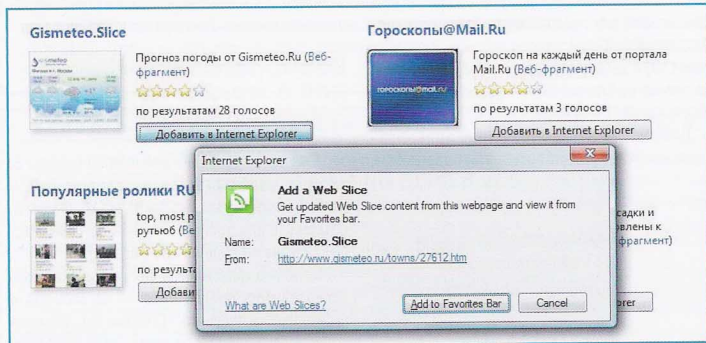 Gismeteo.Slice
Прогноз погоды от Gismeteo.Ru (Веб-
фрагмент)
по результатам 28 голосов
Добавить в Internet Explorer
Гороскопы@Mail.Ru
гороскопы@mail.ru
Гороскоп на каждый день от портала
Mail.Ru (Веб-фрагмент)
по результатам 3 голосов
Добавить в Internet Explorer
Популярные ролики RU
top, most p
рутьюб (Ве
по результа
Добави
садки и
овлены к
фрагмент)
orer
Internet Explorer
Add a Web Slice
Get updated Web Slice content from this webpage and view it from
your Favorites bar.
Name: Gismeteo.Slice
From: http://www.gismeteo.ru/towns/27612.htm
What are Web Slices?
Add to Favorites Bar
Cancel